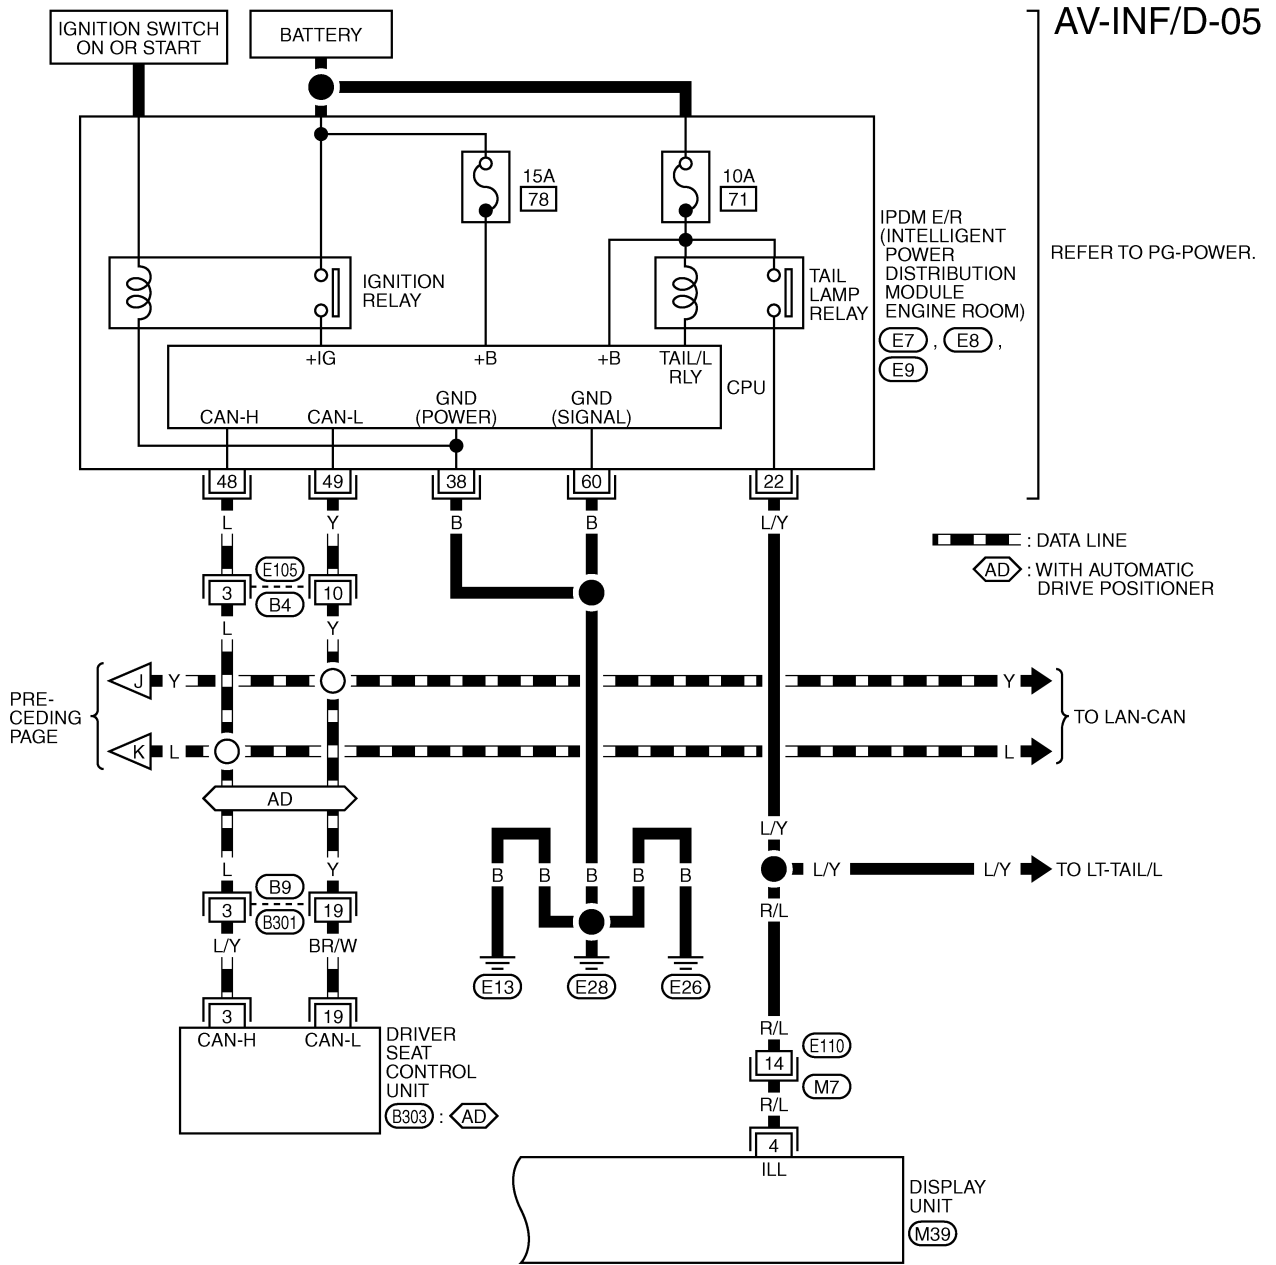 AV-INF/D-05
IGNITION SWITCH
ON OR START
BATTERY
15A
78
10A
71
IPDM E/R
(INTELLIGENT
POWER
DISTRIBUTION
MODULE
ENGINE ROOM)
E7 , E8 ,
E9
REFER TO PG-POWER.
IGNITION
RELAY
TAIL
LAMP
RELAY
+IG
+B
+B
TAIL/L
RLY
CPU
CAN-H
CAN-L
GND
(POWER)
GND
(SIGNAL)
48
49
38
60
22
L
Y
B
B
L/Y
: DATA LINE
AD : WITH AUTOMATIC
DRIVE POSITIONER
E105
3
10
B4
L
Y
PRE-
CEDING
PAGE
J
Y
Y
K
L
L
TO LAN-CAN
AD
L/Y
L
Y
B
B
B
B
B
L/Y
L/Y
TO LT-TAIL/L
B9
3
19
B301
R/L
L/Y
BR/W
E13
E28
E26
3
19
CAN-H
CAN-L
DRIVER
SEAT
CONTROL
UNIT
B303 : AD
R/L
E110
14
M7
R/L
4
ILL
DISPLAY
UNIT
M39